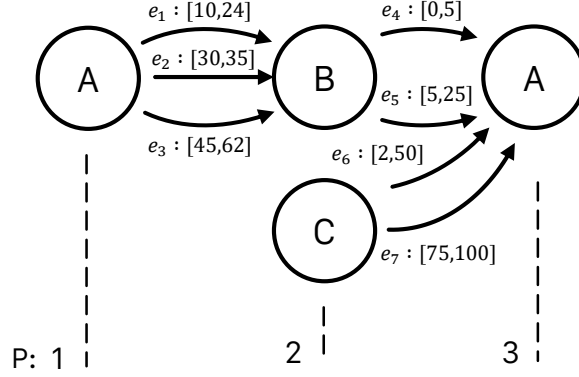 e₁ : [10,24]
e₄ : [0,5]
A
e₂ : [30,35]
B
A
e₅ : [5,25]
e₃ : [45,62]
e₆ : [2,50]
C
e₇ : [75,100]
P: 1
2
3